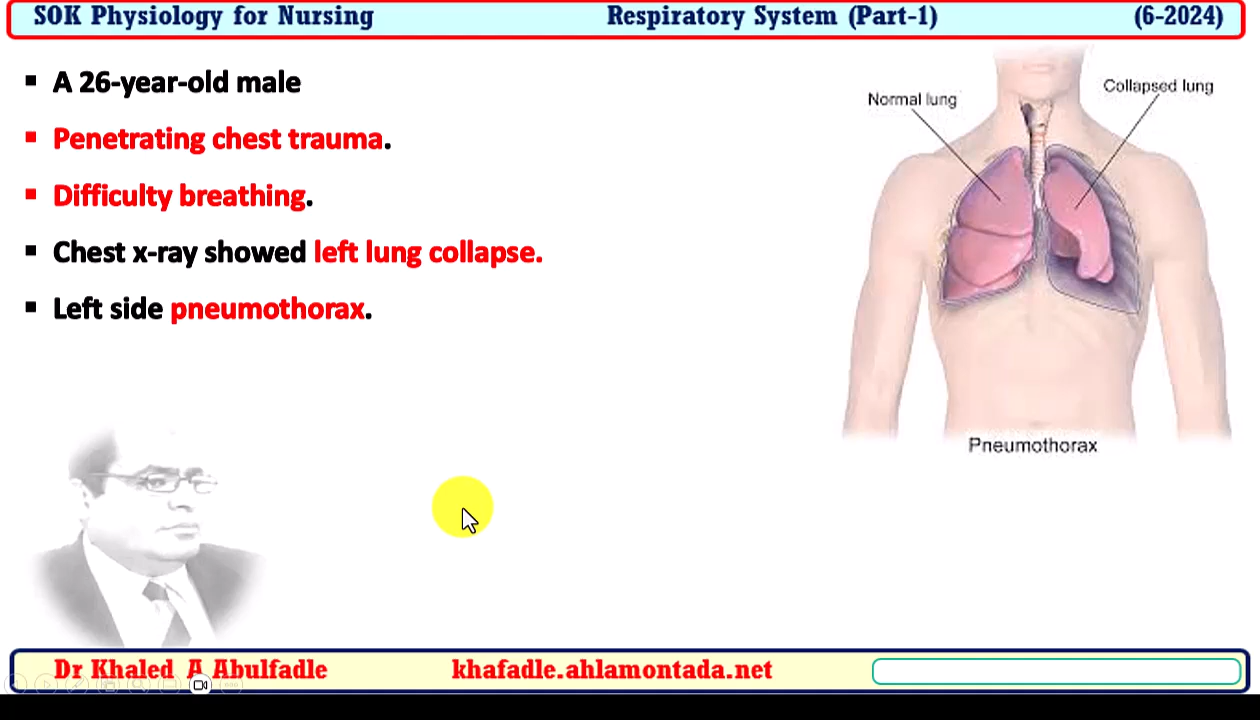 SOK Physiology for Nursing Respiratory System (Part-1) (6-2024)
▪ A 26-year-old male
▪ Penetrating chest trauma.
▪ Difficulty breathing.
▪ Chest x-ray showed left lung collapse.
▪ Left side pneumothorax.
Normal lung
Collapsed lung
Pneumothorax
Dr Khaled A Abulfadle khafadle.ahlamontada.net